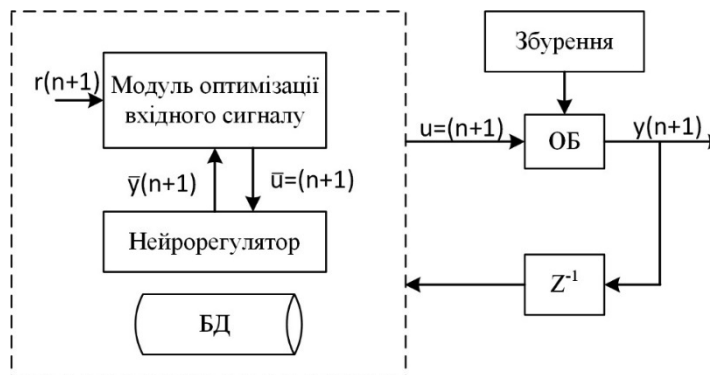 r(n+1)
Модуль оптимізації
вхідного сигналу
y̅(n+1)
u̅=(n+1)
Нейрорегулятор
БД
u=(n+1)
Збурення
ОБ
y(n+1)
Z⁻¹